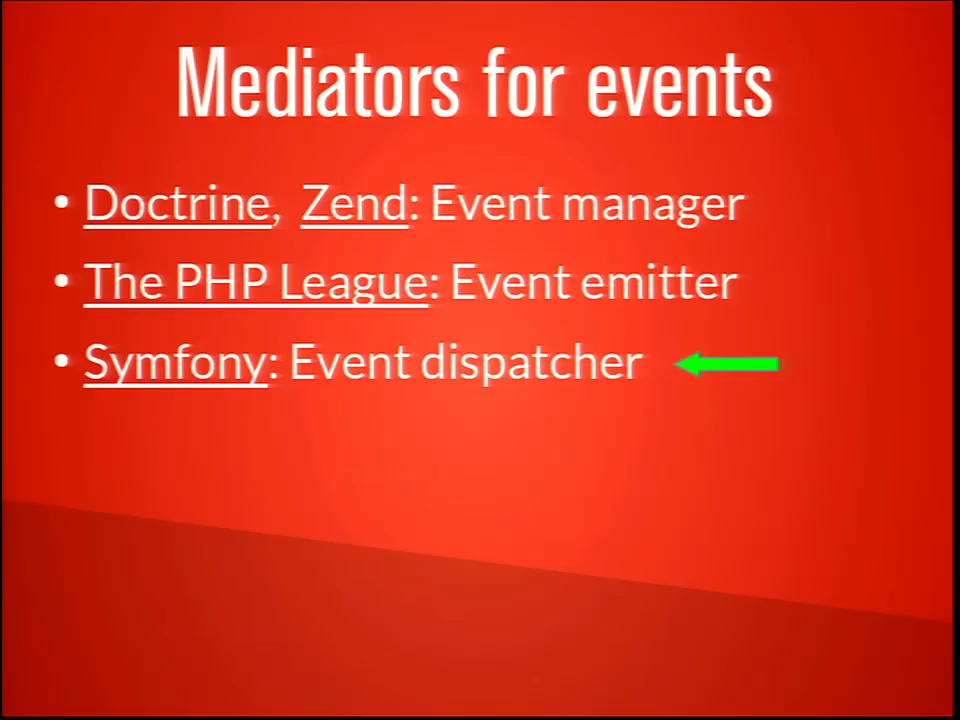 Mediators for events
• Doctrine, Zend: Event manager
• The PHP League: Event emitter
• Symfony: Event dispatcher